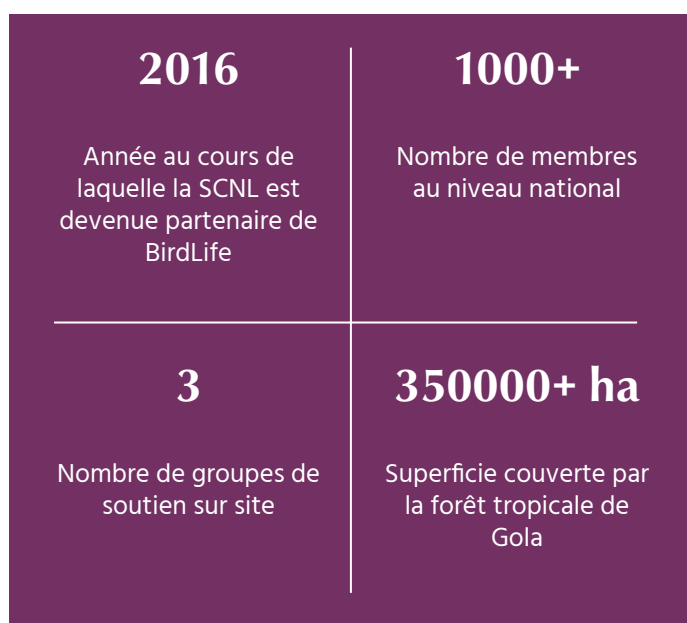 2016
Année au cours de
laquelle la SCNL est
devenue partenaire de
BirdLife
1000+
Nombre de membres
au niveau national
3
Nombre de groupes de
soutien sur site
350000+ ha
Superficie couverte par
la forêt tropicale de
Gola